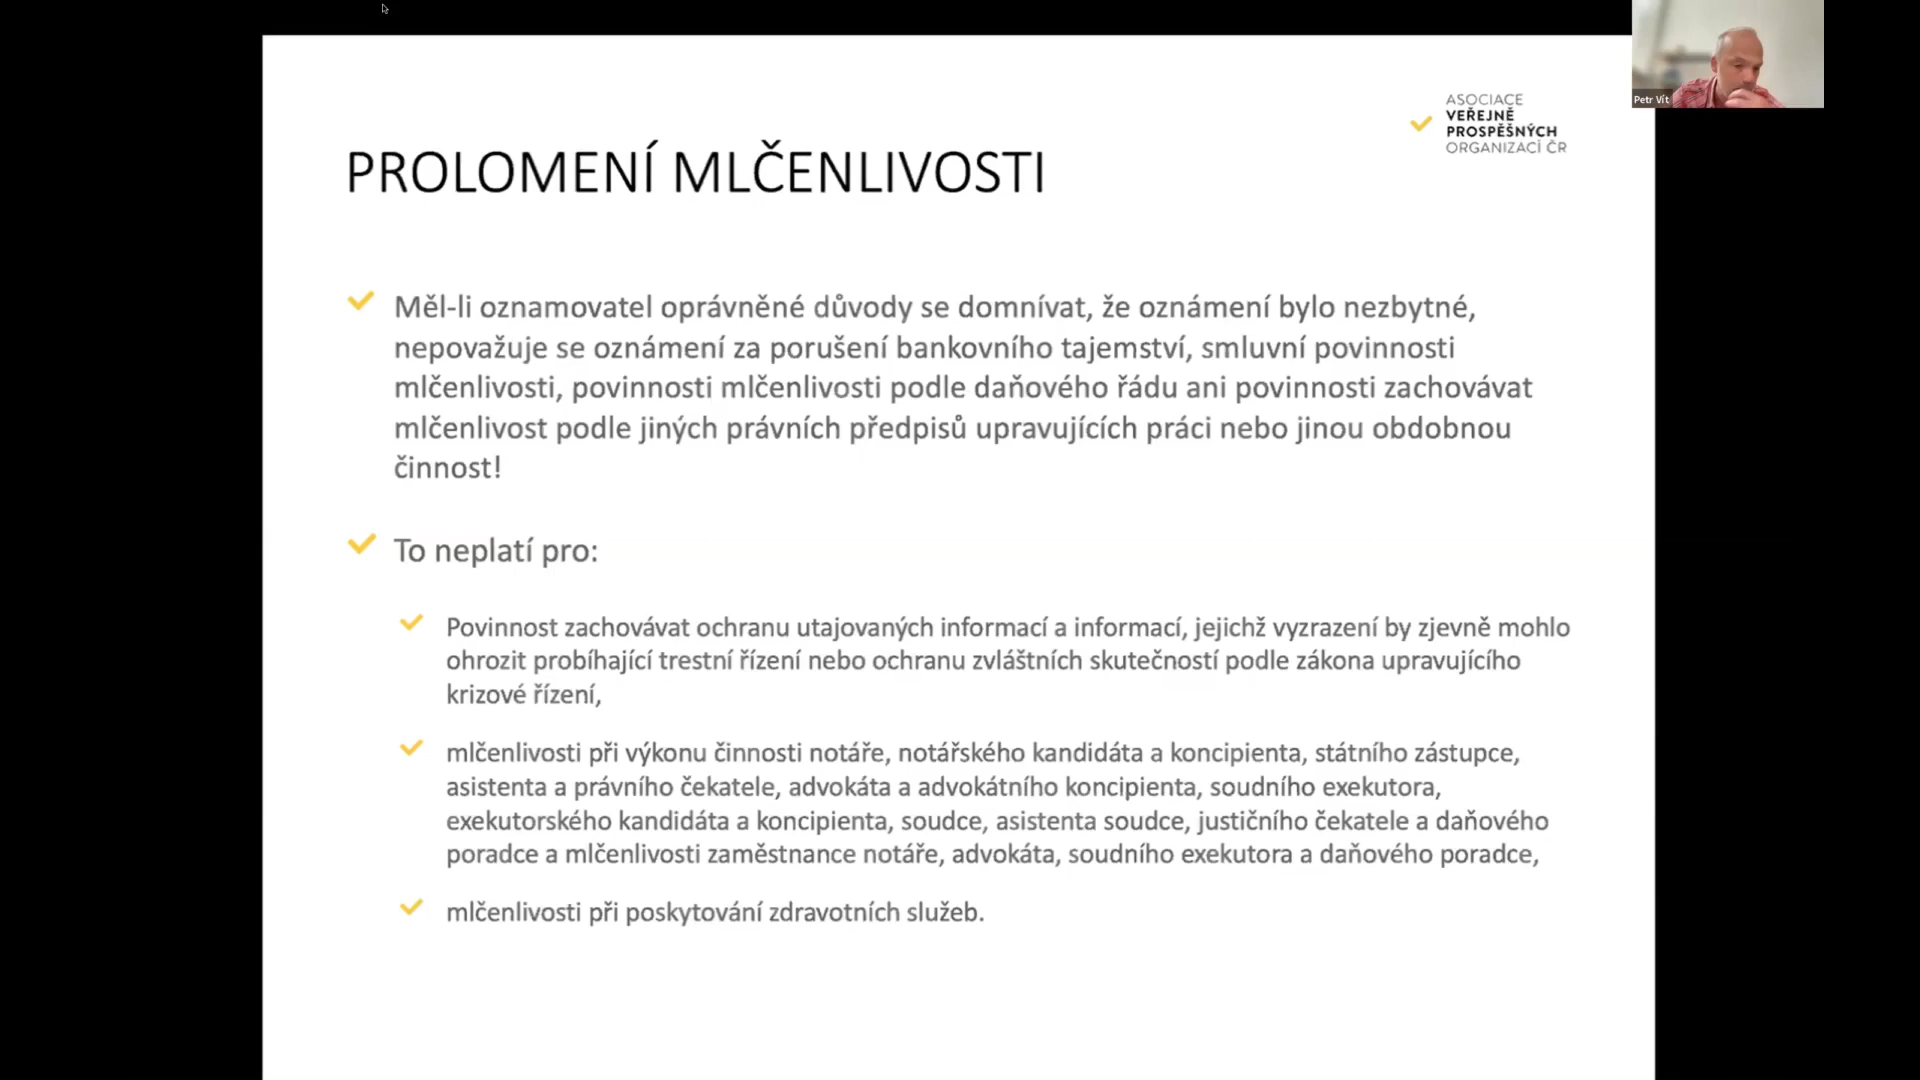 Petr Vít
ASOCIACE
VEŘEJNĚ
PROSPĚŠNÝCH
ORGANIZACÍ ČR
PROLOMENÍ MLČENLIVOSTI
Měl-li oznamovatel oprávněné důvody se domnívat, že oznámení bylo nezbytné,
nepovažuje se oznámení za porušení bankovního tajemství, smluvní povinnosti
mlčenlivosti, povinnosti mlčenlivosti podle daňového řádu ani povinnosti zachovávat
mlčenlivost podle jiných právních předpisů upravujících práci nebo jinou obdobnou
činnost!
To neplatí pro:
Povinnost zachovávat ochranu utajovaných informací a informací, jejichž vyzrazení by zjevně mohlo
ohrozit probíhající trestní řízení nebo ochranu zvláštních skutečností podle zákona upravujícího
krizové řízení,
mlčenlivosti při výkonu činnosti notáře, notářského kandidáta a koncipienta, státního zástupce,
asistenta a právního čekatele, advokáta a advokátního koncipienta, soudního exekutora,
exekutorského kandidáta a koncipienta, soudce, asistenta soudce, justičního čekatele a daňového
poradce a mlčenlivosti zaměstnance notáře, advokáta, soudního exekutora a daňového poradce,
mlčenlivosti při poskytování zdravotních služeb.